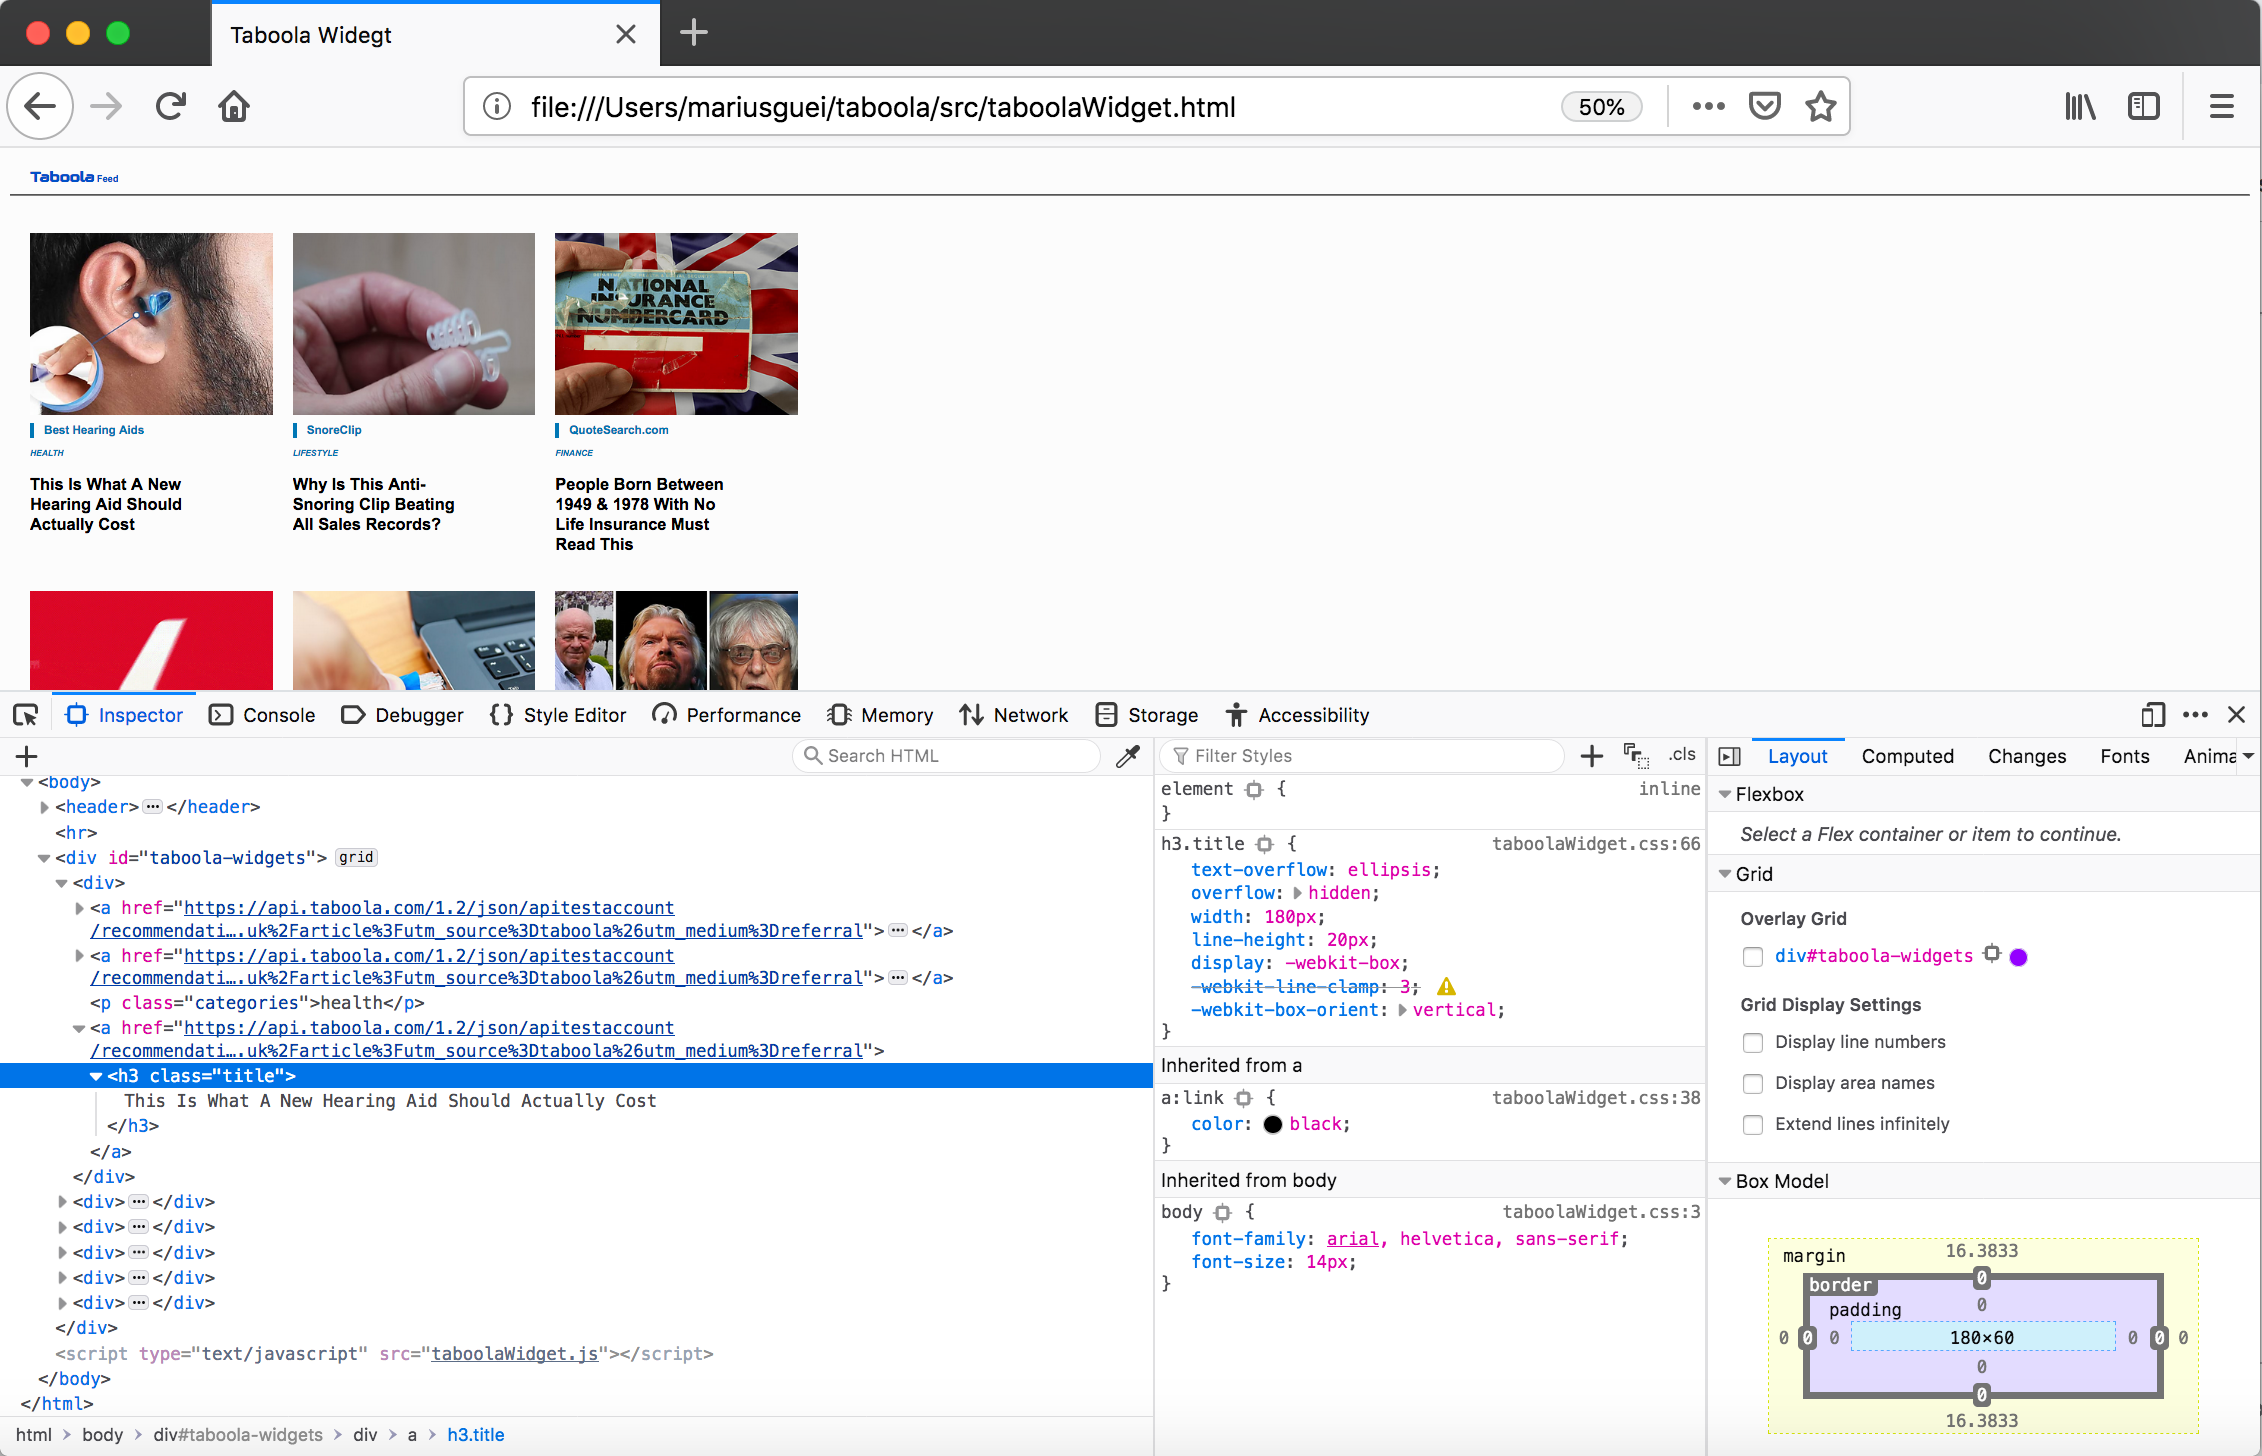 Taboola Widegt
file:///Users/mariusguei/taboola/src/taboolaWidget.html
50%
Taboola Feed
NATIONAL
INSURANCE
NUMBERCARD
Best Hearing Aids
HEALTH
This Is What A New
Hearing Aid Should
Actually Cost
SnoreClip
LIFESTYLE
Why Is This Anti-
Snoring Clip Beating
All Sales Records?
QuoteSearch.com
FINANCE
People Born Between
1949 & 1978 With No
Life Insurance Must
Read This
Inspector Console Debugger {} Style Editor Performance Memory Network Storage Accessibility
Search HTML
<body>
<header> ••• </header>
<hr>
<div id="taboola-widgets"> grid
<div>
<a href="https://api.taboola.com/1.2/json/apitestaccount
/recommendati….uk%2Farticle%3Futm_source%3Dtaboola%26utm_medium%3Dreferral"> ••• </a>
<a href="https://api.taboola.com/1.2/json/apitestaccount
/recommendati….uk%2Farticle%3Futm_source%3Dtaboola%26utm_medium%3Dreferral"> ••• </a>
<p class="categories">health</p>
<a href="https://api.taboola.com/1.2/json/apitestaccount
/recommendati….uk%2Farticle%3Futm_source%3Dtaboola%26utm_medium%3Dreferral">
<h3 class="title">
This Is What A New Hearing Aid Should Actually Cost
</h3>
</a>
</div>
<div> ••• </div>
<div> ••• </div>
<div> ••• </div>
<div> ••• </div>
<div> ••• </div>
</div>
<script type="text/javascript" src="taboolaWidget.js"></script>
</body>
</html>
html > body > div#taboola-widgets > div > a > h3.title
Filter Styles
.cls
element {
inline
}
h3.title {
taboolaWidget.css:66
text-overflow: ellipsis;
overflow: hidden;
width: 180px;
line-height: 20px;
display: -webkit-box;
-webkit-line-clamp: 3;
-webkit-box-orient: vertical;
}
Inherited from a
a:link {
taboolaWidget.css:38
color: black;
}
Inherited from body
body {
taboolaWidget.css:3
font-family: arial, helvetica, sans-serif;
font-size: 14px;
}
Layout Computed Changes Fonts Anima
Flexbox
Select a Flex container or item to continue.
Grid
Overlay Grid
div#taboola-widgets
Grid Display Settings
Display line numbers
Display area names
Extend lines infinitely
Box Model
margin 16.3833
border 0
padding 0
0 0 0 180×60 0 0 0
0
0
16.3833